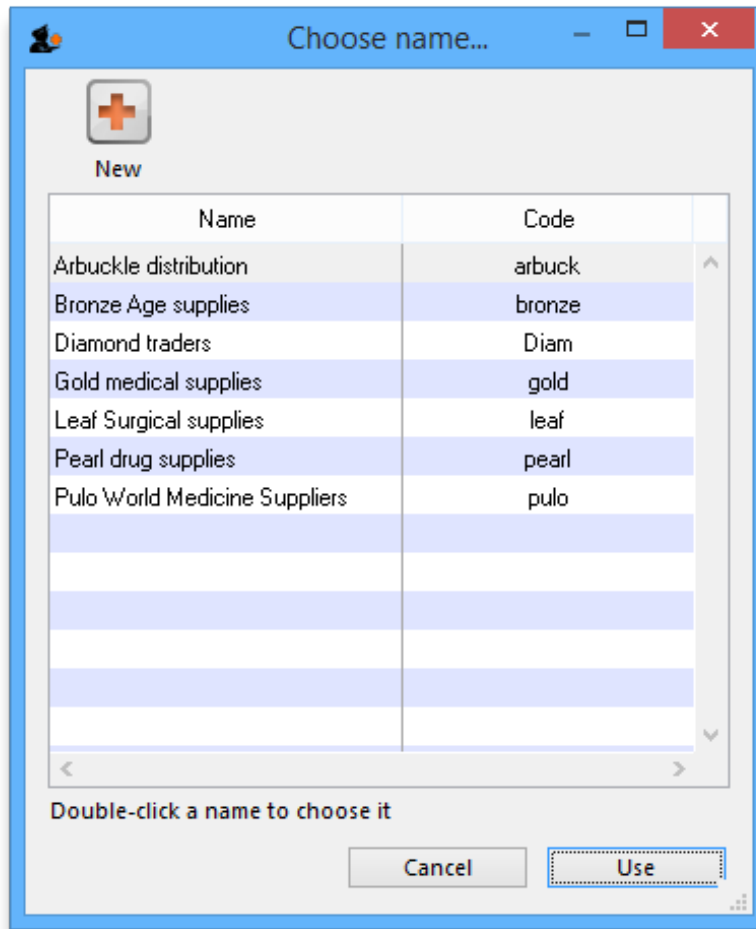 Choose name...
New
Name Code
Arbuckle distribution arbuck
Bronze Age supplies bronze
Diamond traders Diam
Gold medical supplies gold
Leaf Surgical supplies leaf
Pearl drug supplies pearl
Pulo World Medicine Suppliers pulo
Double-click a name to choose it
Cancel Use